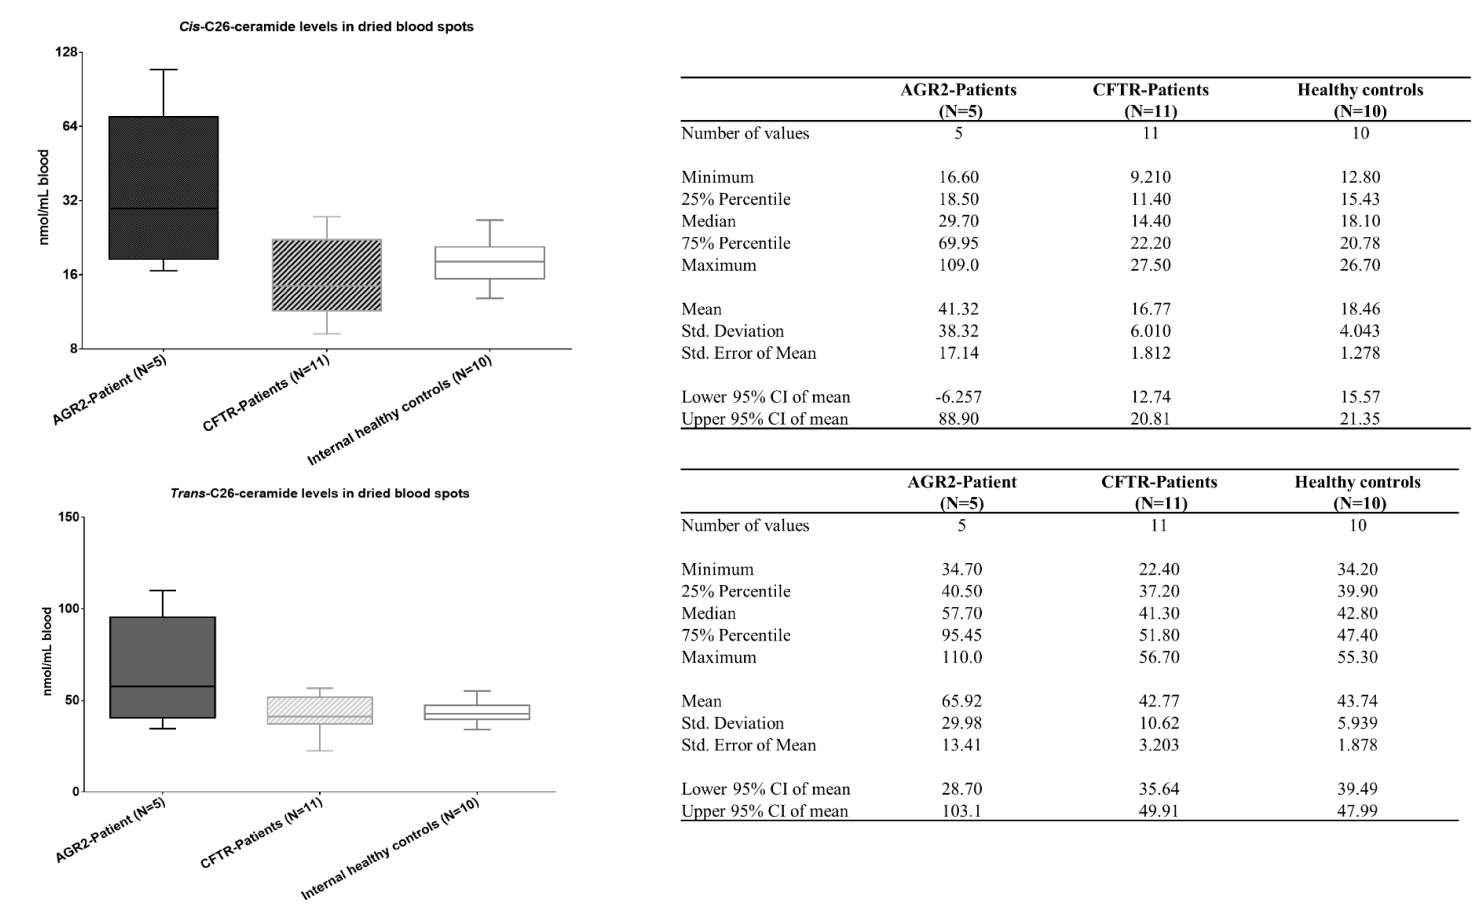 Cis-C26-ceramide levels in dried blood spots
nmol/mL blood
128
64
32
16
8
AGR2-Patient (N=5)
CFTR-Patients (N=11)
Internal healthy controls (N=10)
AGR2-Patients CFTR-Patients Healthy controls
(N=5) (N=11) (N=10)
Number of values 5 11 10
Minimum 16.60 9.210 12.80
25% Percentile 18.50 11.40 15.43
Median 29.70 14.40 18.10
75% Percentile 69.95 22.20 20.78
Maximum 109.0 27.50 26.70
Mean 41.32 16.77 18.46
Std. Deviation 38.32 6.010 4.043
Std. Error of Mean 17.14 1.812 1.278
Lower 95% CI of mean -6.257 12.74 15.57
Upper 95% CI of mean 88.90 20.81 21.35
Trans-C26-ceramide levels in dried blood spots
nmol/mL blood
150
100
50
0
AGR2-Patient (N=5)
CFTR-Patients (N=11)
Internal healthy controls (N=10)
AGR2-Patient CFTR-Patients Healthy controls
(N=5) (N=11) (N=10)
Number of values 5 11 10
Minimum 34.70 22.40 34.20
25% Percentile 40.50 37.20 39.90
Median 57.70 41.30 42.80
75% Percentile 95.45 51.80 47.40
Maximum 110.0 56.70 55.30
Mean 65.92 42.77 43.74
Std. Deviation 29.98 10.62 5.939
Std. Error of Mean 13.41 3.203 1.878
Lower 95% CI of mean 28.70 35.64 39.49
Upper 95% CI of mean 103.1 49.91 47.99